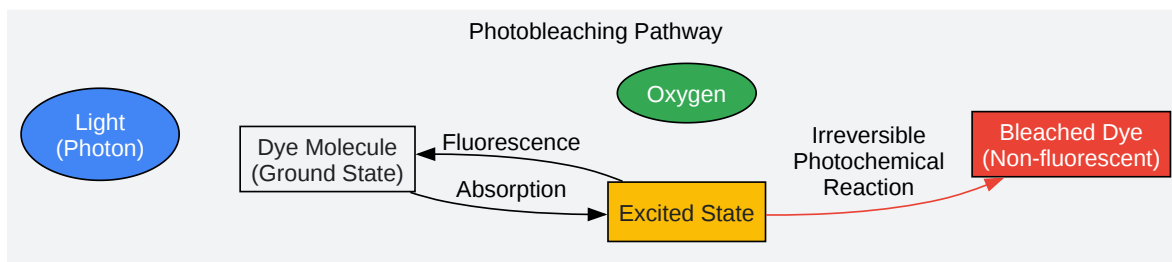 Photobleaching Pathway
Light
(Photon)
Dye Molecule
(Ground State)
Fluorescence
Absorption
Oxygen
Excited State
Irreversible
Photochemical
Reaction
Bleached Dye
(Non-fluorescent)